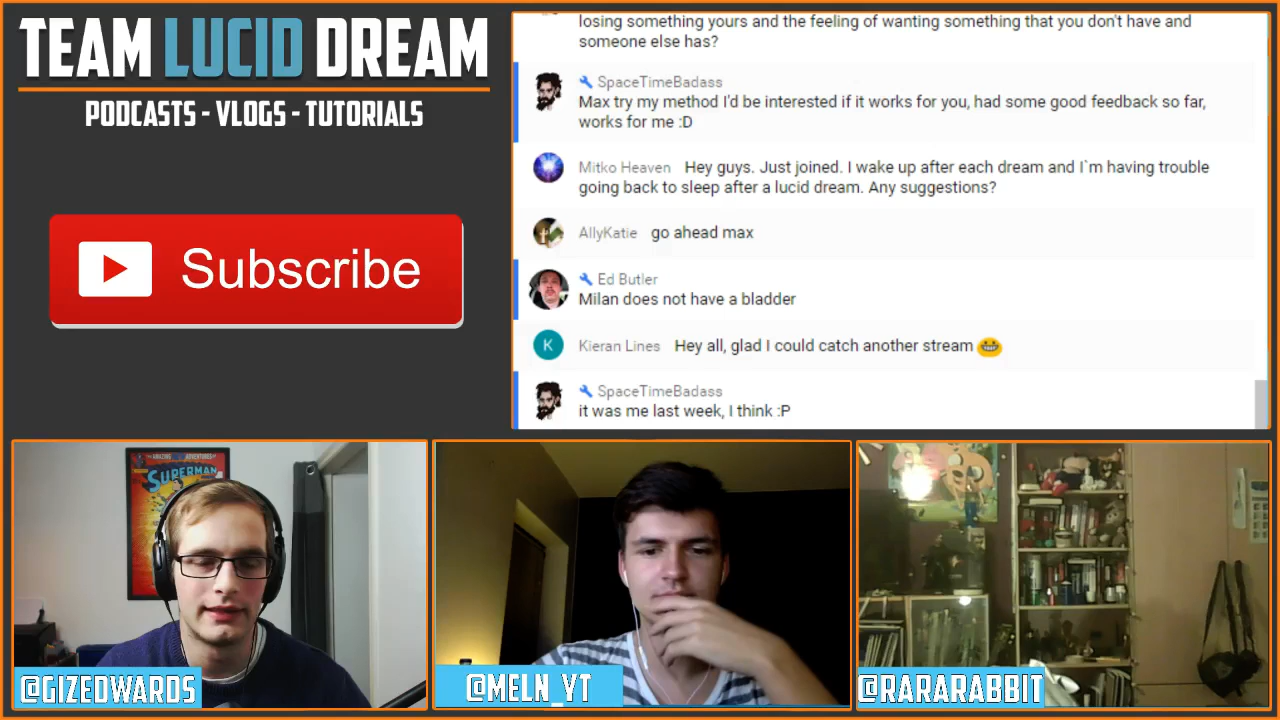 TEAM LUCID DREAM
PODCASTS - VLOGS - TUTORIALS
Subscribe
losing something yours and the feeling of wanting something that you don't have and
someone else has?
SpaceTimeBadass
Max try my method I'd be interested if it works for you, had some good feedback so far,
works for me :D
Mitko Heaven Hey guys. Just joined. I wake up after each dream and I`m having trouble
going back to sleep after a lucid dream. Any suggestions?
AllyKatie go ahead max
Ed Butler
Milan does not have a bladder
K
Kieran Lines Hey all, glad I could catch another stream 😁
SpaceTimeBadass
it was me last week, I think :P
SUPERMAN
@GIZEDWARDS
@MELN_YT
@RARARABBIT